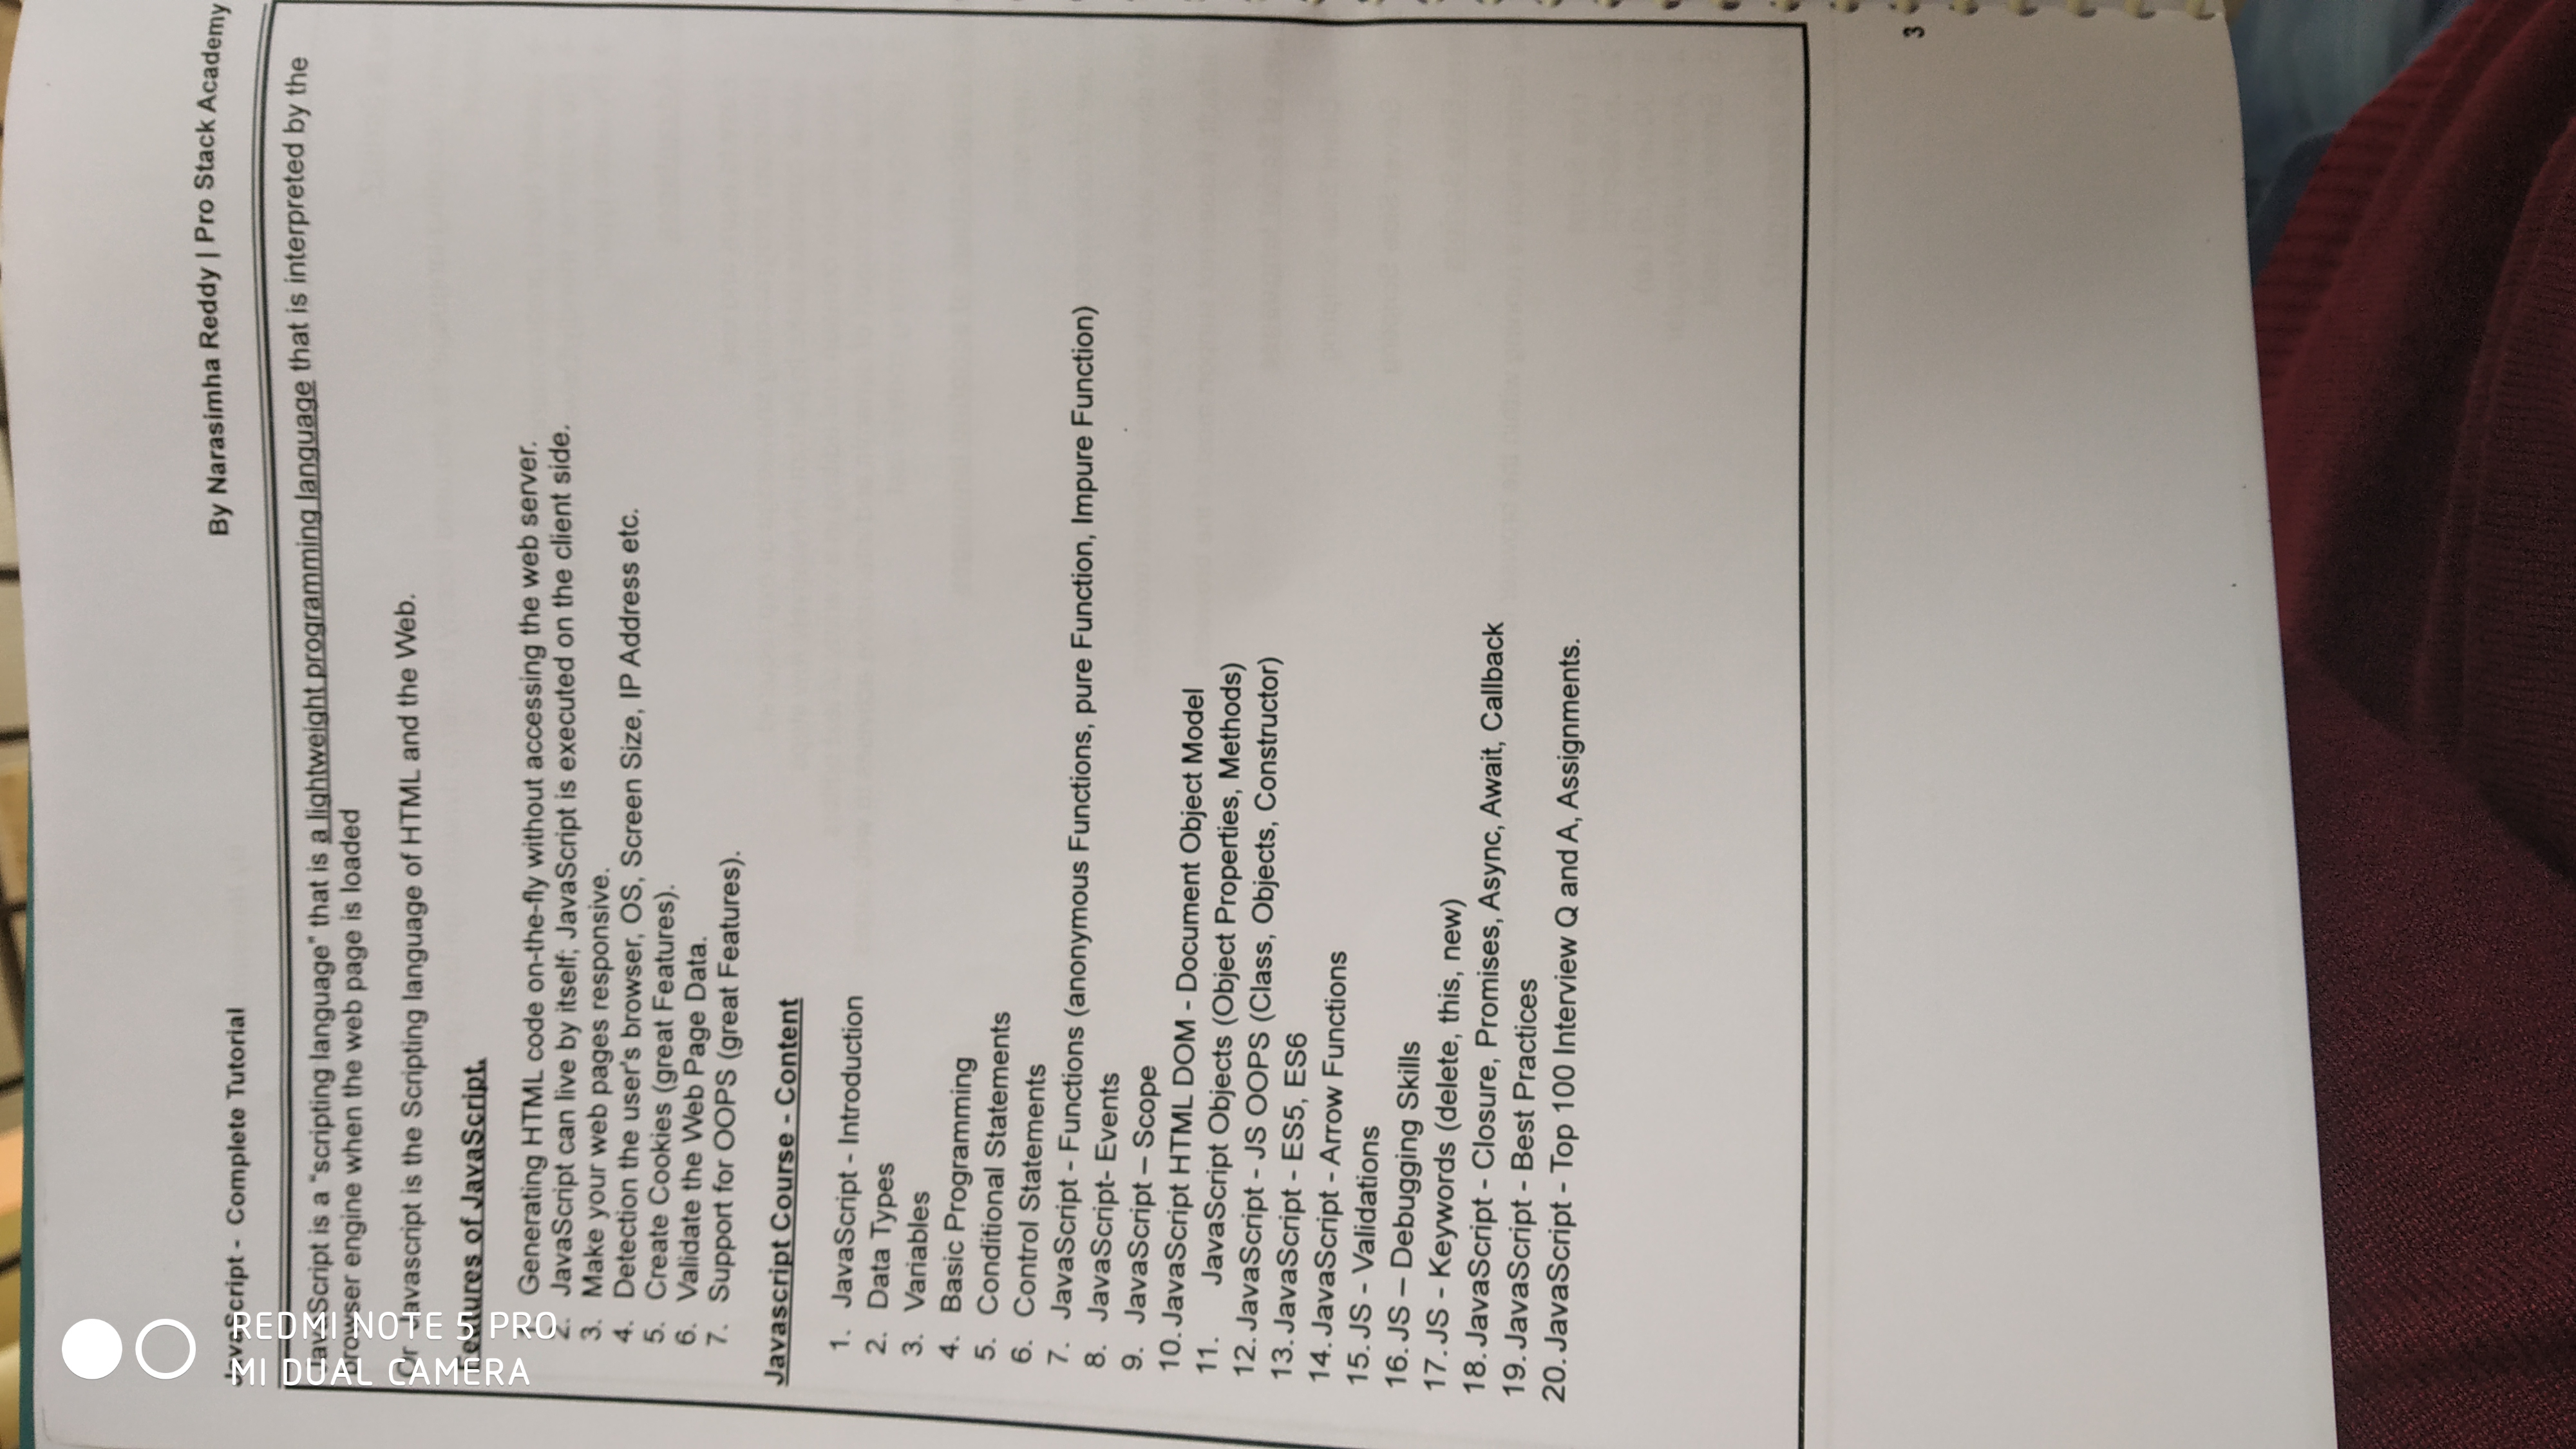 JavaScript - Complete Tutorial
By Narasimha Reddy | Pro Stack Academy
JavaScript is a “scripting language” that is a lightweight programming language that is interpreted by the
browser engine when the web page is loaded
Or Javascript is the Scripting language of HTML and the Web.
Features of JavaScript.
1. Generating HTML code on-the-fly without accessing the web server.
2. JavaScript can live by itself; JavaScript is executed on the client side.
3. Make your web pages responsive.
4. Detection the user's browser, OS, Screen Size, IP Address etc.
5. Create Cookies (great Features).
6. Validate the Web Page Data.
7. Support for OOPS (great Features).
Javascript Course - Content
1. JavaScript - Introduction
2. Data Types
3. Variables
4. Basic Programming
5. Conditional Statements
6. Control Statements
7. JavaScript - Functions (anonymous Functions, pure Function, Impure Function)
8. JavaScript- Events
9. JavaScript – Scope
10. JavaScript HTML DOM - Document Object Model
11. JavaScript Objects (Object Properties, Methods)
12. JavaScript - JS OOPS (Class, Objects, Constructor)
13. JavaScript - ES5, ES6
14. JavaScript - Arrow Functions
15. JS - Validations
16. JS – Debugging Skills
17. JS - Keywords (delete, this, new)
18. JavaScript - Closure, Promises, Async, Await, Callback
19. JavaScript - Best Practices
20. JavaScript - Top 100 Interview Q and A, Assignments.
3
REDMI NOTE 5 PRO
MI DUAL CAMERA